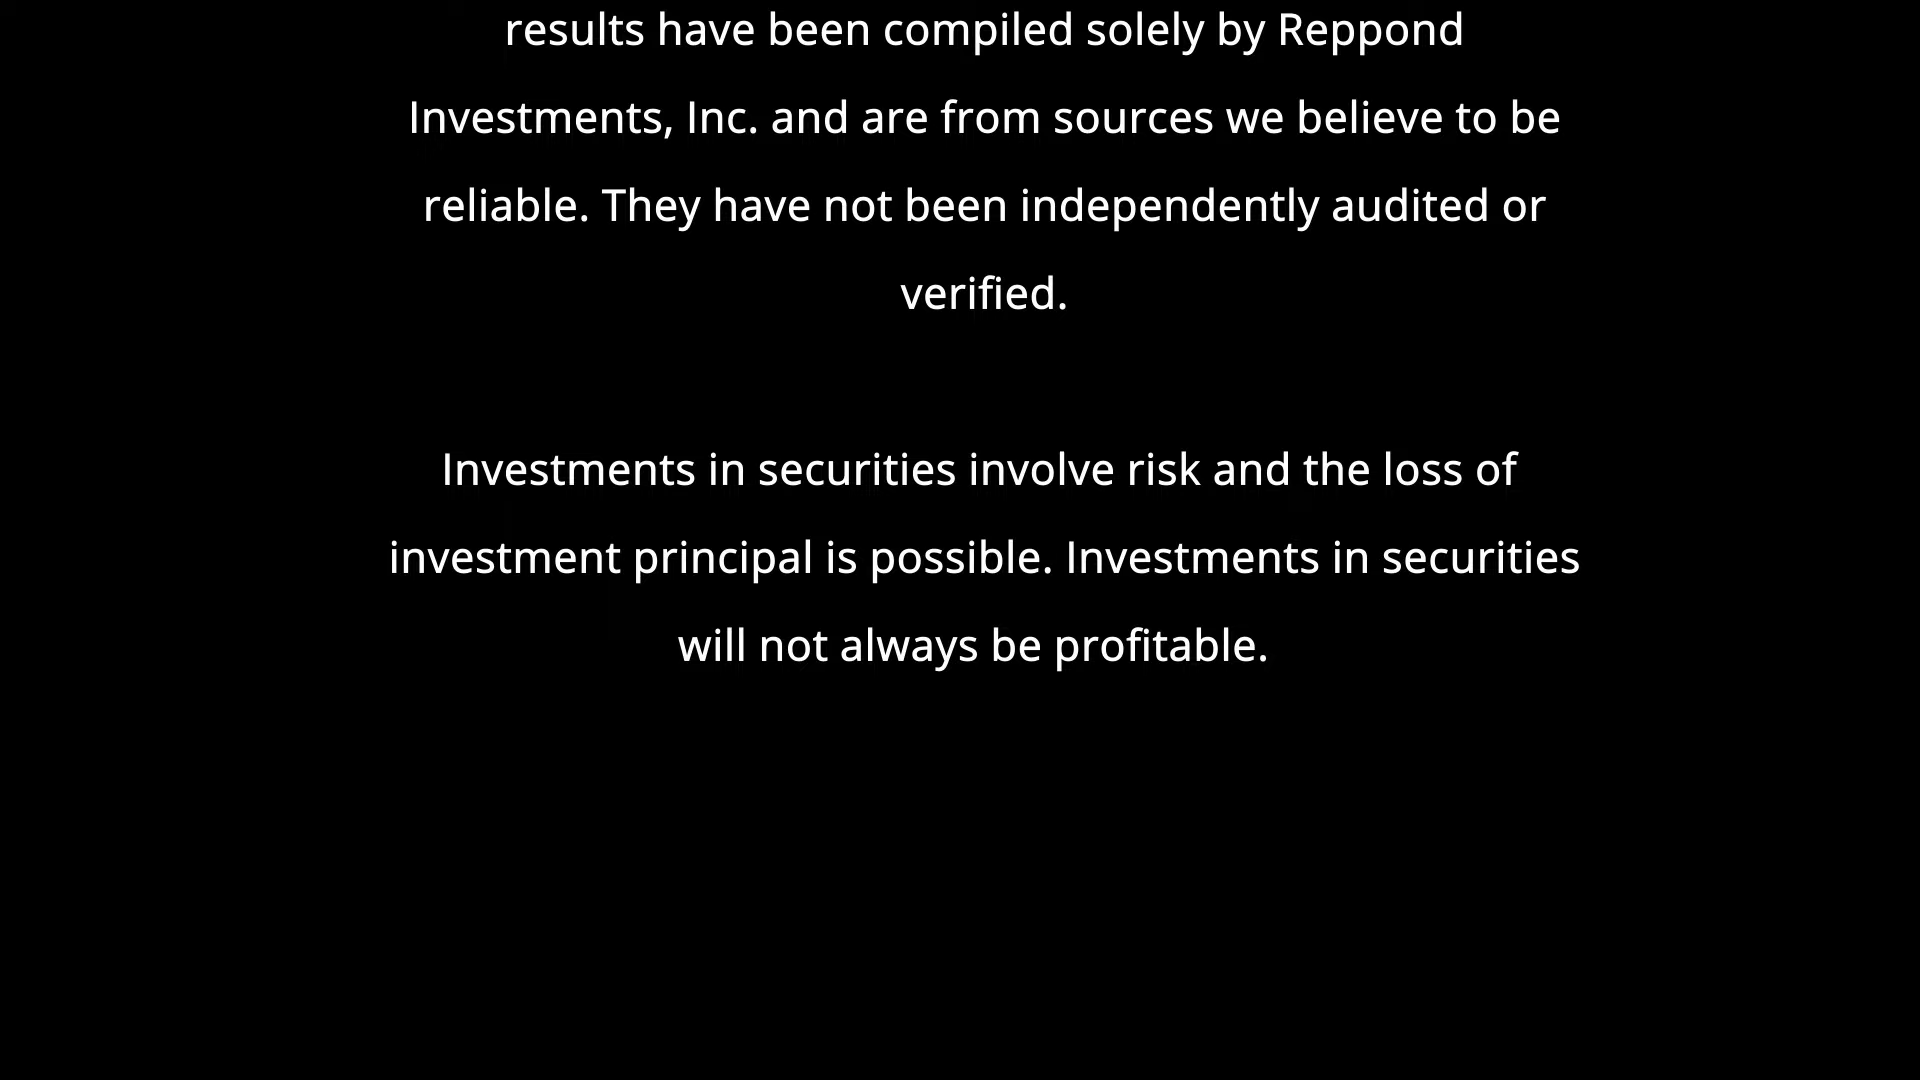 results have been compiled solely by Reppond
Investments, Inc. and are from sources we believe to be
reliable. They have not been independently audited or
verified.
Investments in securities involve risk and the loss of
investment principal is possible. Investments in securities
will not always be profitable.